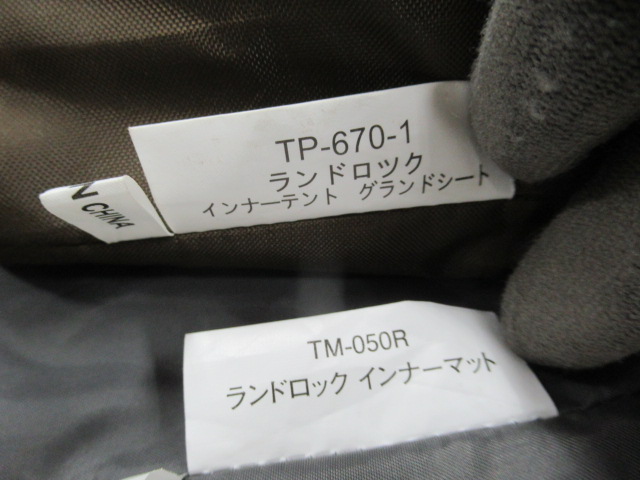 TP-670-1
ランドロツク
インナーテント グランドシート
N CHINA
TM-050R
ランドロック インナーマット